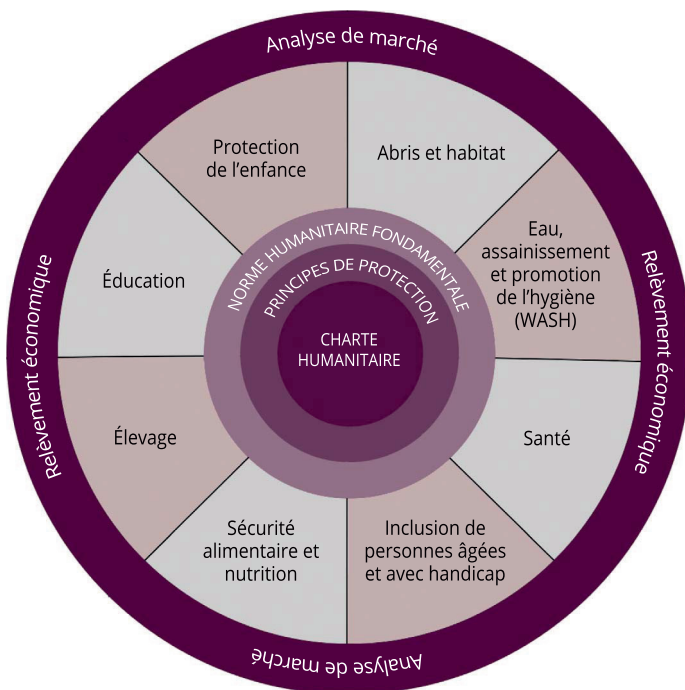 Analyse de marché
Protection
de l’enfance
Abris et habitat
Eau,
assainissement
et promotion
de l’hygiène
(WASH)
Éducation
NORME HUMANITAIRE FONDAMENTALE
PRINCIPES DE PROTECTION
CHARTE
HUMANITAIRE
Relèvement économique
Relèvement économique
Élevage
Santé
Sécurité
alimentaire et
nutrition
Inclusion de
personnes âgées
et avec handicap
Analyse de marché